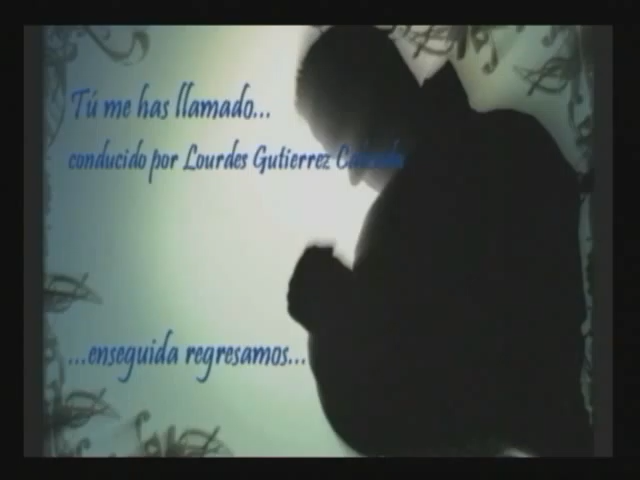 Tú me has llamado...
conducido por Lourdes Gutierrez
...enseguida regresamos...